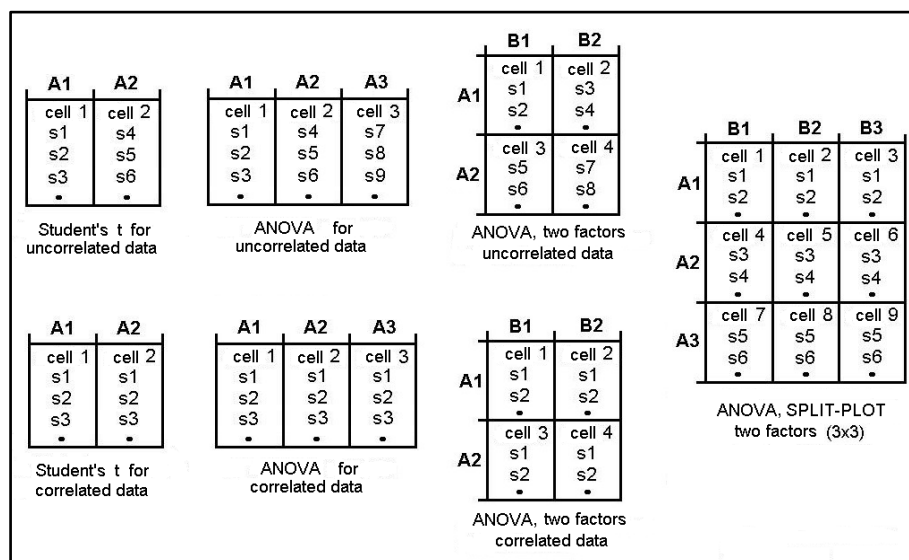 A1 A2
cell 1 cell 2
s1 s4
s2 s5
s3 s6
Student's t for
uncorrelated data
A1 A2 A3
cell 1 cell 2 cell 3
s1 s4 s7
s2 s5 s8
s3 s6 s9
ANOVA for
uncorrelated data
B1 B2
A1
cell 1 cell 2
s1 s3
s2 s4
A2
cell 3 cell 4
s5 s7
s6 s8
ANOVA, two factors
uncorrelated data
A1 A2
cell 1 cell 2
s1 s1
s2 s2
s3 s3
Student's t for
correlated data
A1 A2 A3
cell 1 cell 2 cell 3
s1 s1 s1
s2 s2 s2
s3 s3 s3
ANOVA for
correlated data
B1 B2
A1
cell 1 cell 2
s1 s1
s2 s2
A2
cell 3 cell 4
s1 s1
s2 s2
ANOVA, two factors
correlated data
B1 B2 B3
A1
cell 1 cell 2 cell 3
s1 s1 s1
s2 s2 s2
A2
cell 4 cell 5 cell 6
s3 s3 s3
s4 s4 s4
A3
cell 7 cell 8 cell 9
s5 s5 s5
s6 s6 s6
ANOVA, SPLIT-PLOT
two factors (3x3)